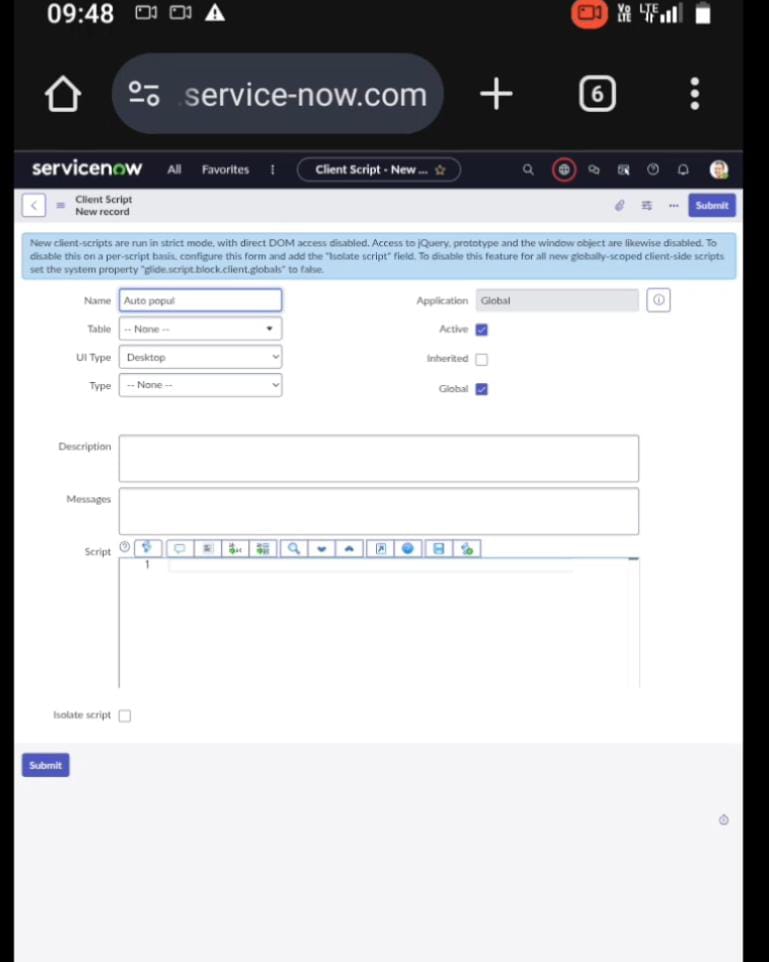 09:48
Vo LTE
LTE
.service-now.com
6
servicenow All Favorites Client Script - New ...
Client Script
New record
Submit
New client-scripts are run in strict mode, with direct DOM access disabled. Access to jQuery, prototype and the window object are likewise disabled. To
disable this on a per-script basis, configure this form and add the "Isolate script" field. To disable this feature for all new globally-scoped client-side scripts
set the system property "glide.script.block.client.globals" to false.
Name Auto popul
Application Global
Table -- None --
Active
UI Type Desktop
Inherited
Type -- None --
Global
Description
Messages
Script
1
Isolate script
Submit